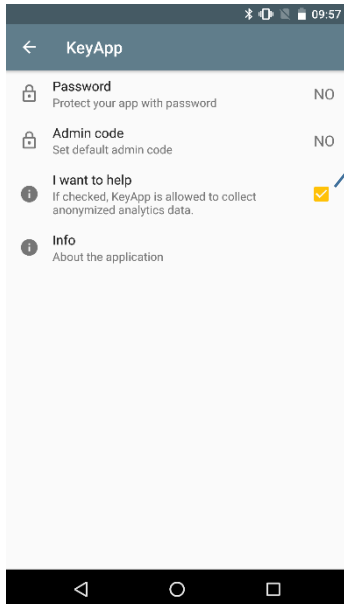 09:57
KeyApp
Password
Protect your app with password
NO
Admin code
Set default admin code
NO
I want to help
If checked, KeyApp is allowed to collect
anonymized analytics data.
Info
About the application